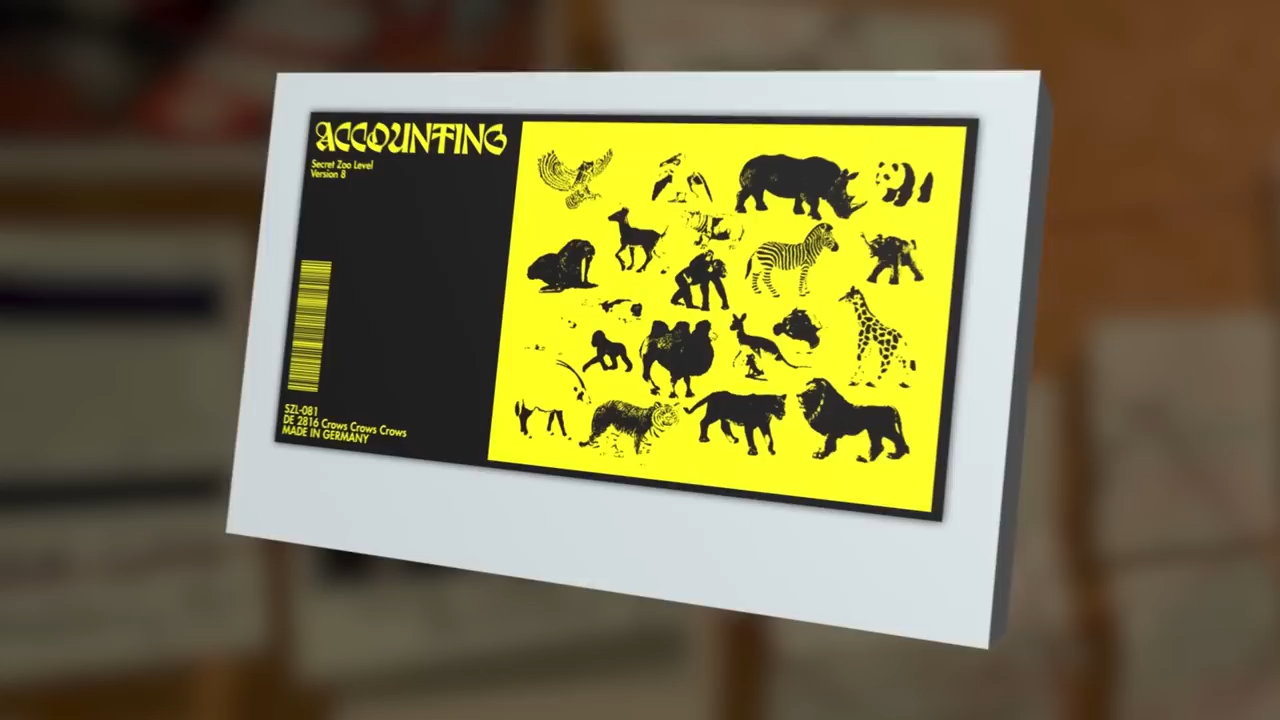 ACCOUNTING
Secret Zoo Level
Version 8
SZL-081
DE 2816 Crows Crows Crows
MADE IN GERMANY